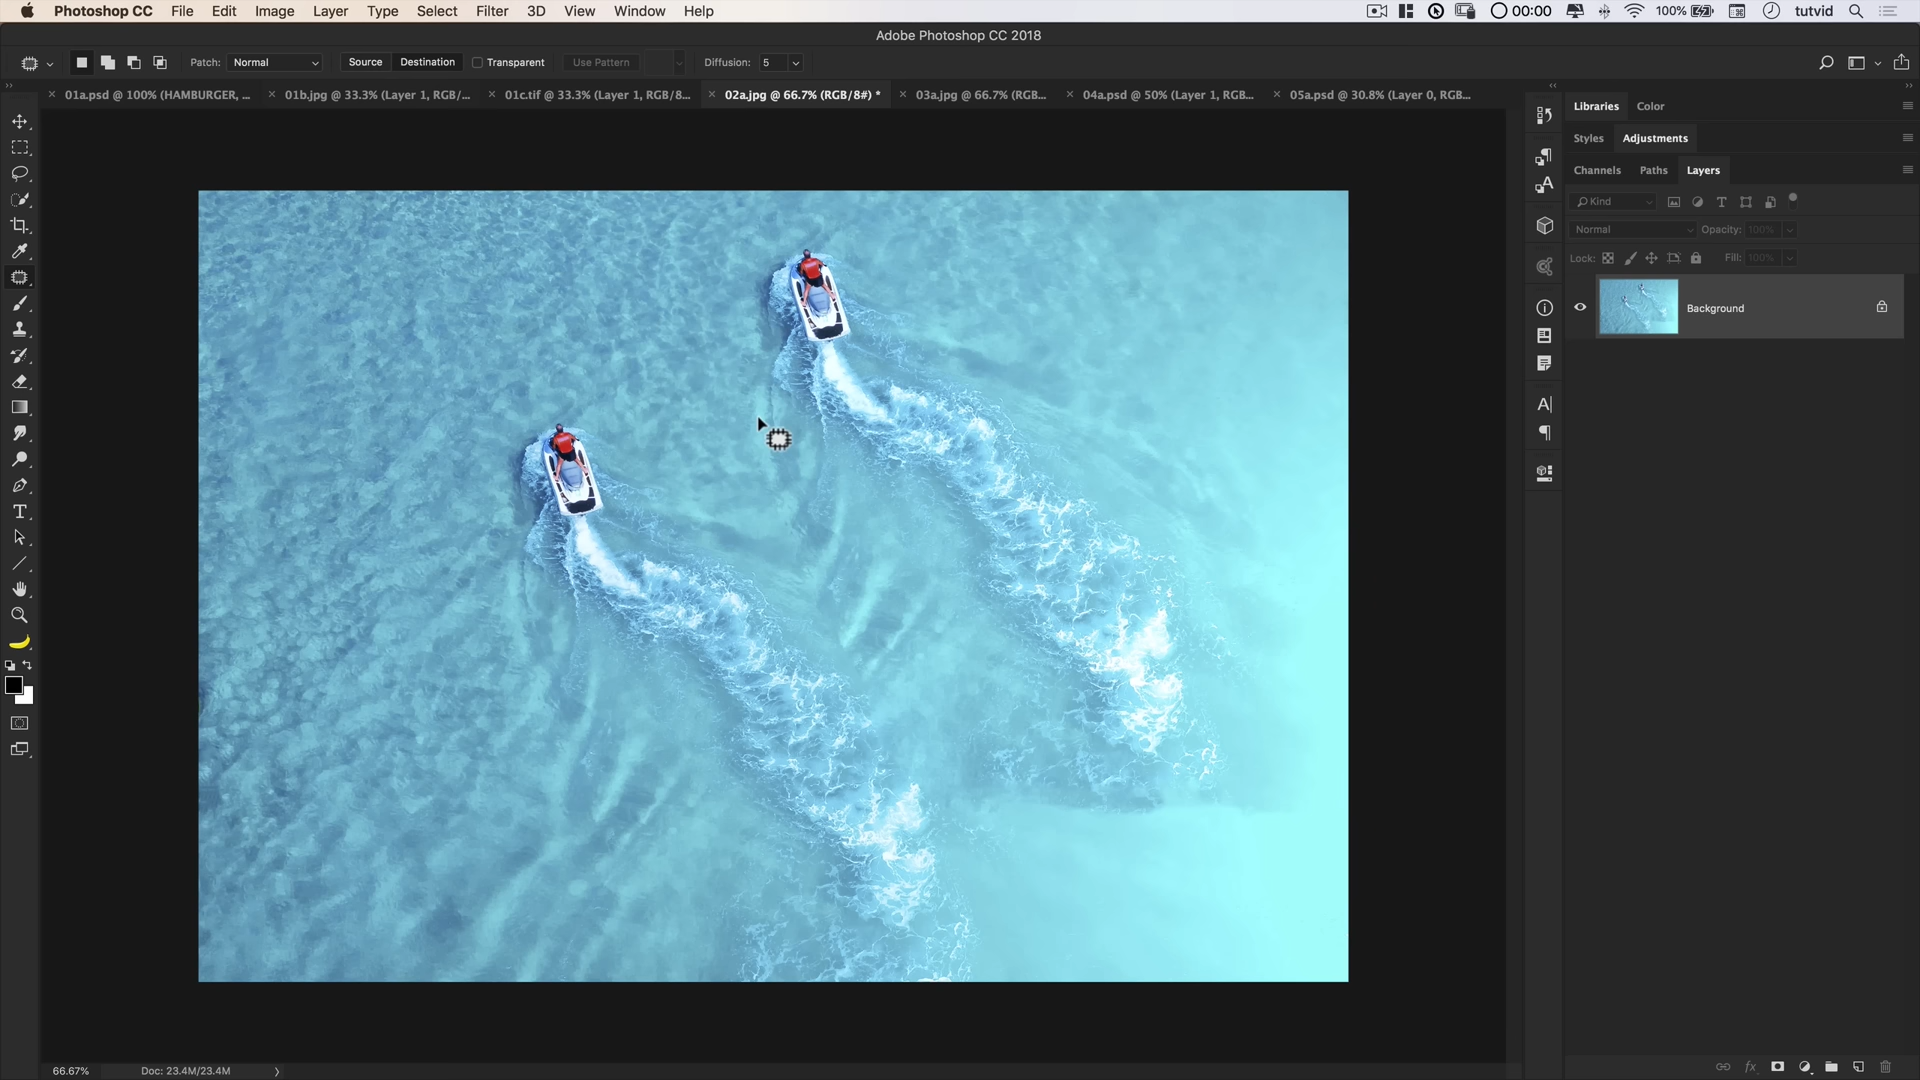 Photoshop CC File Edit Image Layer Type Select Filter 3D View Window Help 00:00 100% tutvid
Adobe Photoshop CC 2018
Patch: Normal Source Destination Transparent Use Pattern Diffusion: 5
01a.psd @ 100% (HAMBURGER, ... 01b.jpg @ 33.3% (Layer 1, RGB/... 01c.tif @ 33.3% (Layer 1, RGB/8... 02a.jpg @ 66.7% (RGB/8#) * 03a.jpg @ 66.7% (RGB... 04a.psd @ 50% (Layer 1, RGB... 05a.psd @ 30.8% (Layer 0, RGB...
Libraries Color
Styles Adjustments
Channels Paths Layers
Kind
Normal Opacity: 100%
Lock: Fill: 100%
Background
66.67% Doc: 23.4M/23.4M